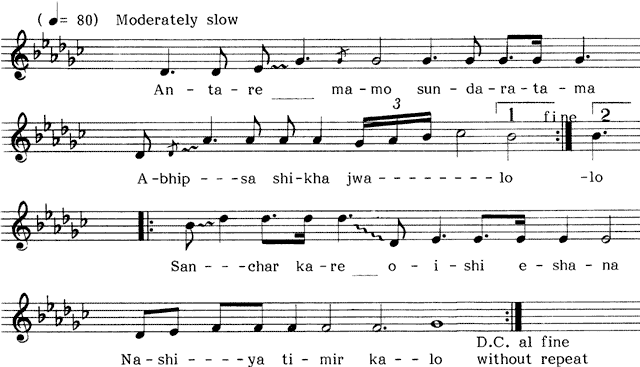 ( ♩= 80) Moderately slow
An - ta - re ____ ma - mo sun - da - ra - ta - ma
3
1 fine 2
A - bhip - - - sa shi - kha jwa - - - - - - - - lo - lo
San - - - char ka - re __ o - i - shi e - sha - na
Na - shi - - - - ya ti - mir ka - - - lo
D.C. al fine
without repeat